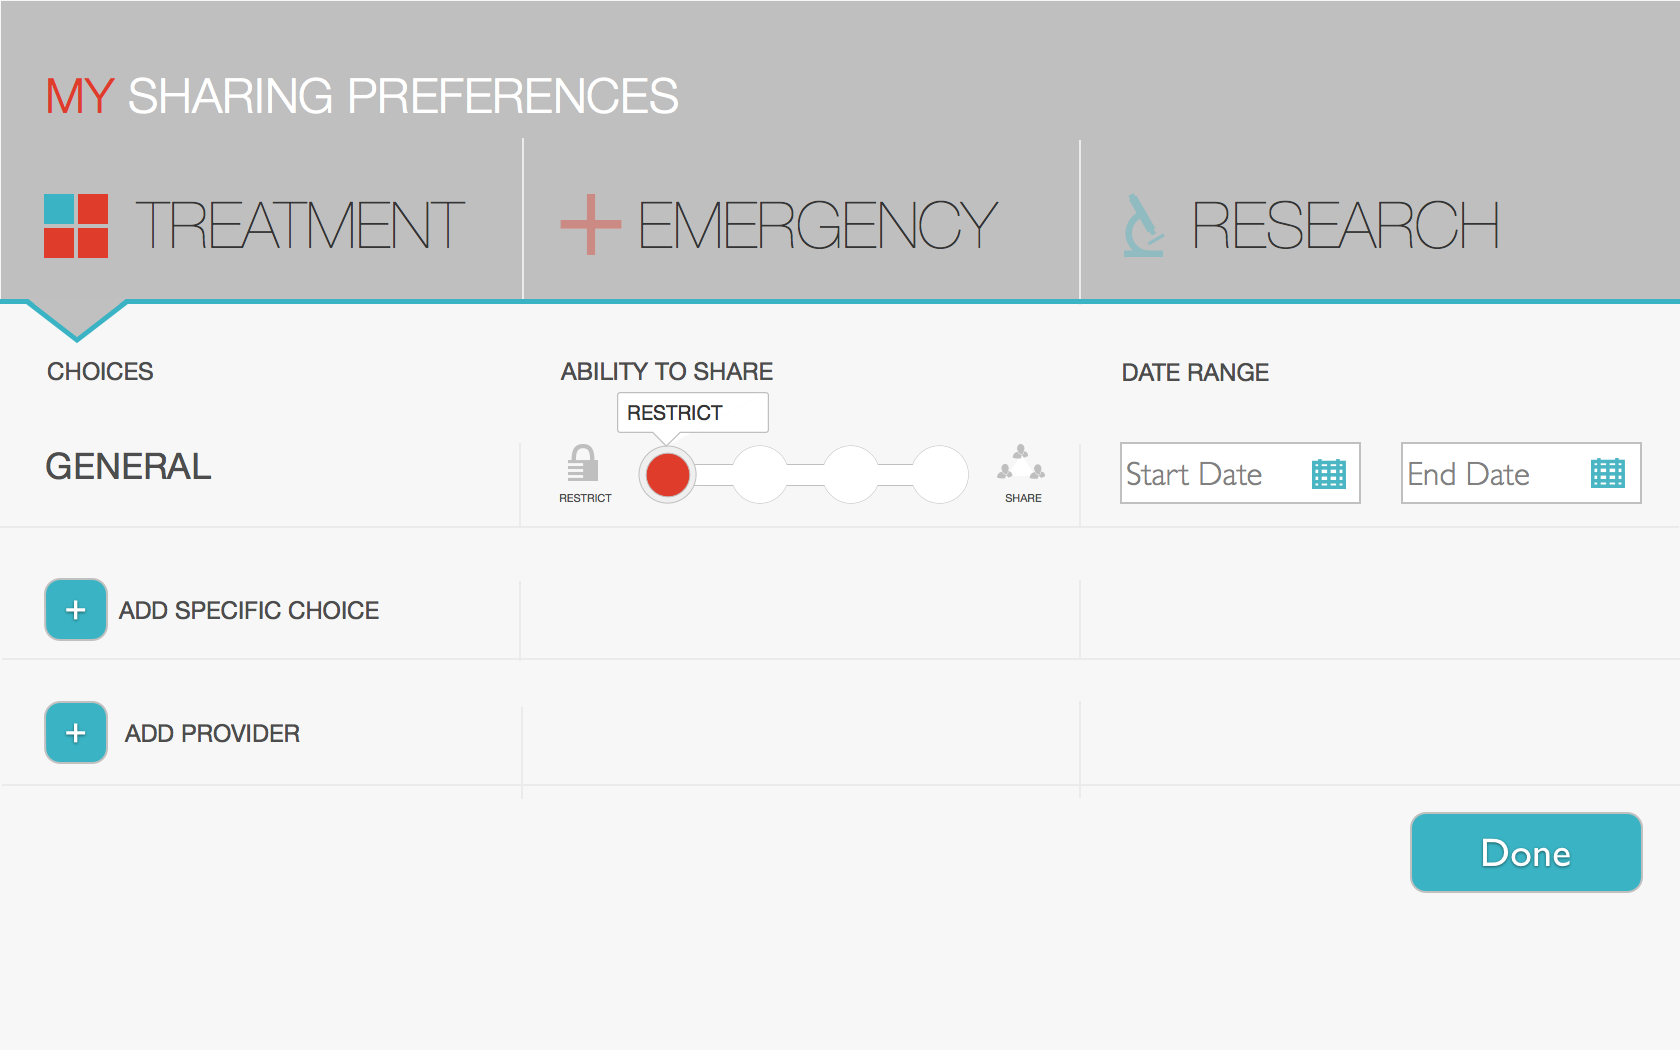 MY SHARING PREFERENCES
TREATMENT
EMERGENCY
RESEARCH
CHOICES
ABILITY TO SHARE
DATE RANGE
RESTRICT
GENERAL
RESTRICT
SHARE
Start Date
End Date
+ ADD SPECIFIC CHOICE
+ ADD PROVIDER
Done